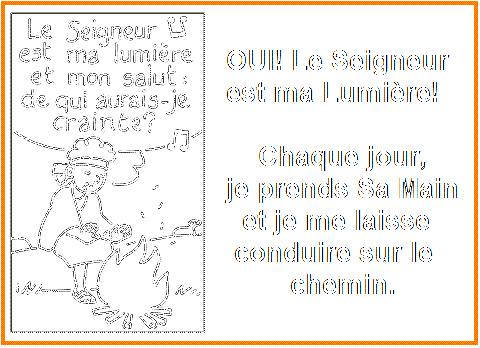 Le Seigneur
est ma lumière
et mon salut :
de qui aurais-je
crainte?
OUI! Le Seigneur
est ma Lumière!
Chaque jour,
je prends Sa Main
et je me laisse
conduire sur le
chemin.